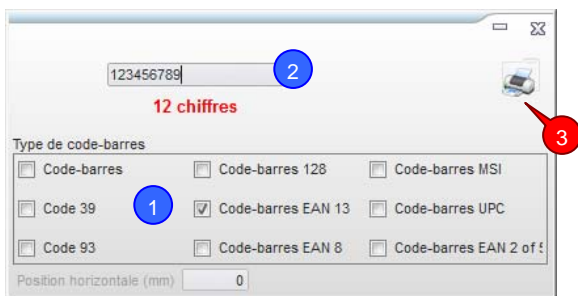 123456789
2
12 chiffres
3
Type de code-barres
Code-barres Code-barres 128 Code-barres MSI
Code 39 1 Code-barres EAN 13 Code-barres UPC
Code 93 Code-barres EAN 8 Code-barres EAN 2 of 5
Position horizontale (mm) 0